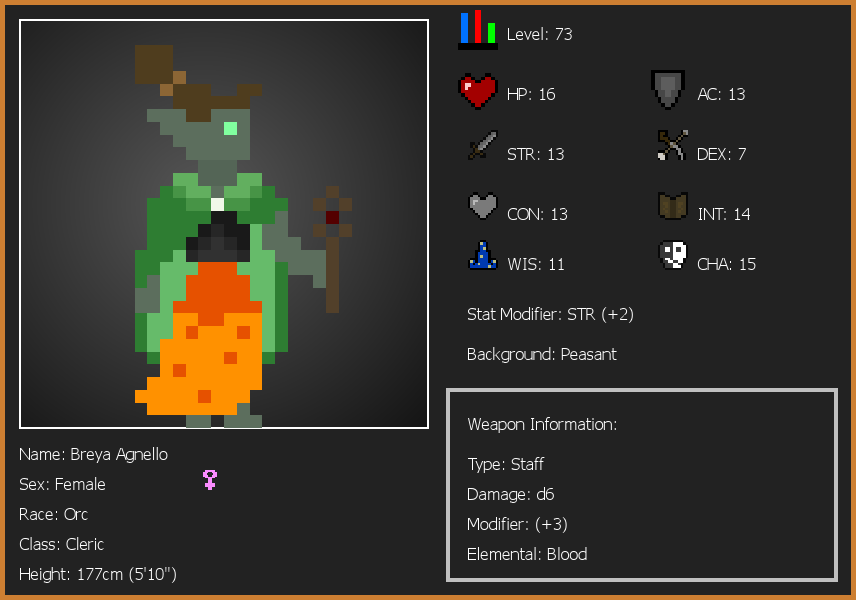 Level: 73
HP: 16
AC: 13
STR: 13
DEX: 7
CON: 13
INT: 14
WIS: 11
CHA: 15
Stat Modifier: STR (+2)
Background: Peasant
Weapon Information:
Type: Staff
Damage: d6
Modifier: (+3)
Elemental: Blood
Name: Breya Agnello
Sex: Female
Race: Orc
Class: Cleric
Height: 177cm (5'10")